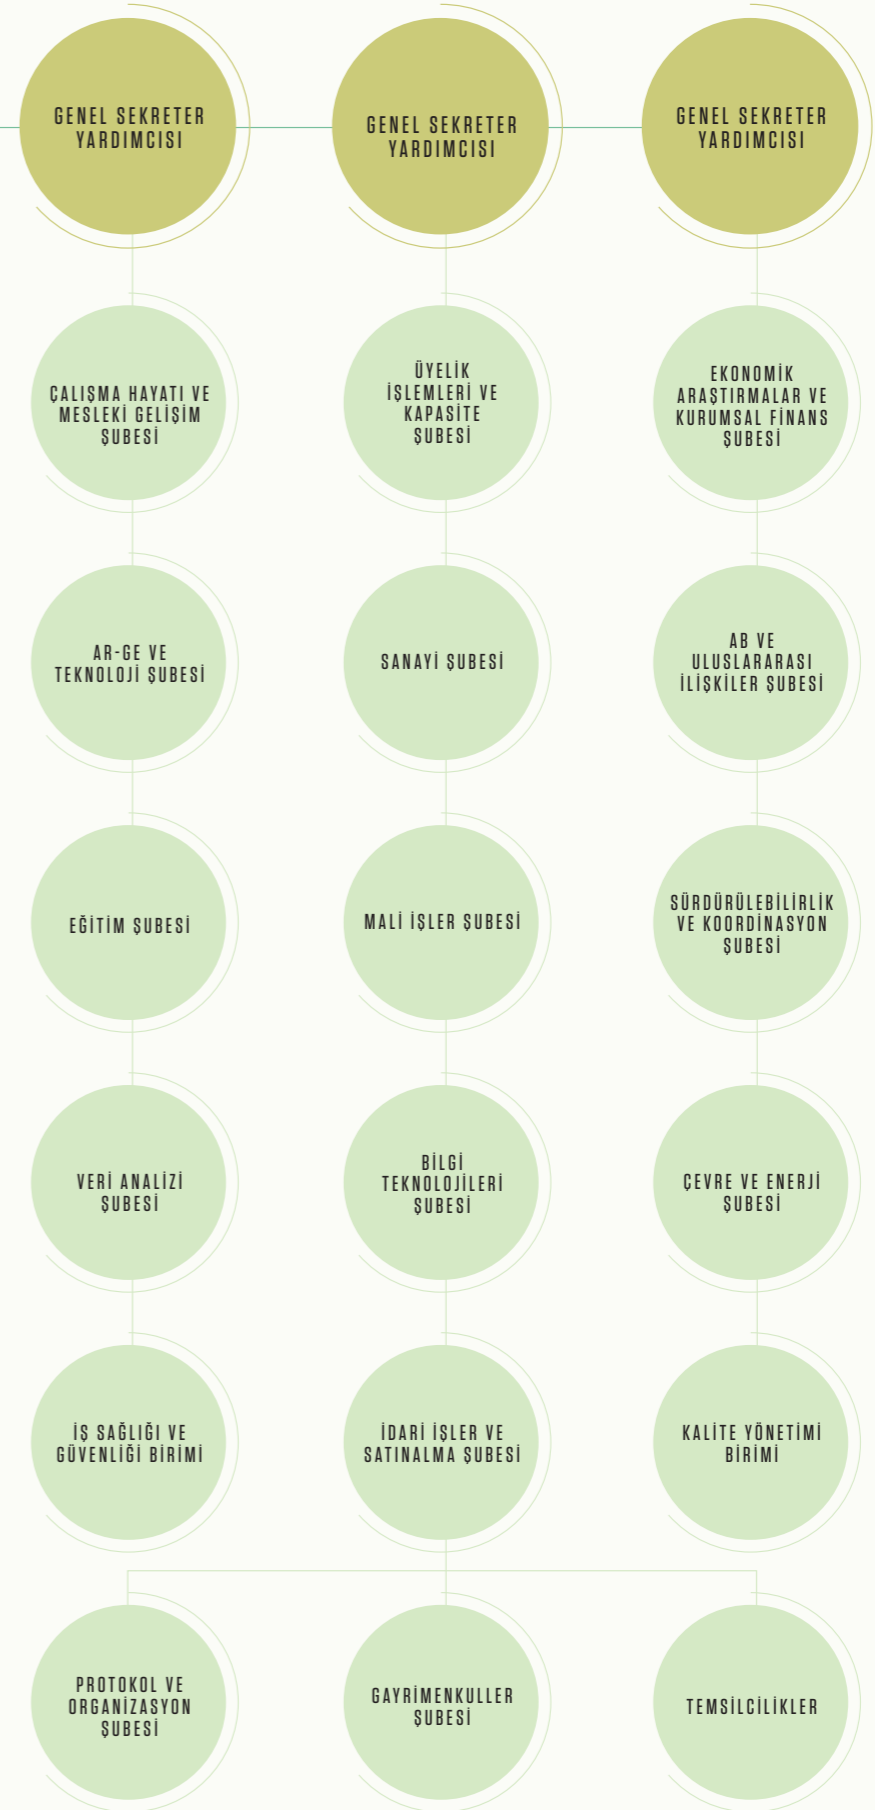 GENEL SEKRETER
YARDIMCISI
GENEL SEKRETER
YARDIMCISI
GENEL SEKRETER
YARDIMCISI
ÇALIŞMA HAYATI VE
MESLEKİ GELİŞİM
ŞUBESİ
ÜYELİK
İŞLEMLERİ VE
KAPASİTE
ŞUBESİ
EKONOMİK
ARAŞTIRMALAR VE
KURUMSAL FİNANS
ŞUBESİ
AR-GE VE
TEKNOLOJİ ŞUBESİ
SANAYİ ŞUBESİ
AB VE
ULUSLARARASI
İLİŞKİLER ŞUBESİ
EĞİTİM ŞUBESİ
MALİ İŞLER ŞUBESİ
SÜRDÜRÜLEBİLİRLİK
VE KOORDİNASYON
ŞUBESİ
VERİ ANALİZİ
ŞUBESİ
BİLGİ
TEKNOLOJİLERİ
ŞUBESİ
ÇEVRE VE ENERJİ
ŞUBESİ
İŞ SAĞLIĞI VE
GÜVENLİĞİ BİRİMİ
İDARİ İŞLER VE
SATINALMA ŞUBESİ
KALİTE YÖNETİMİ
BİRİMİ
PROTOKOL VE
ORGANİZASYON
ŞUBESİ
GAYRİMENKULLER
ŞUBESİ
TEMSİLCİLİKLER